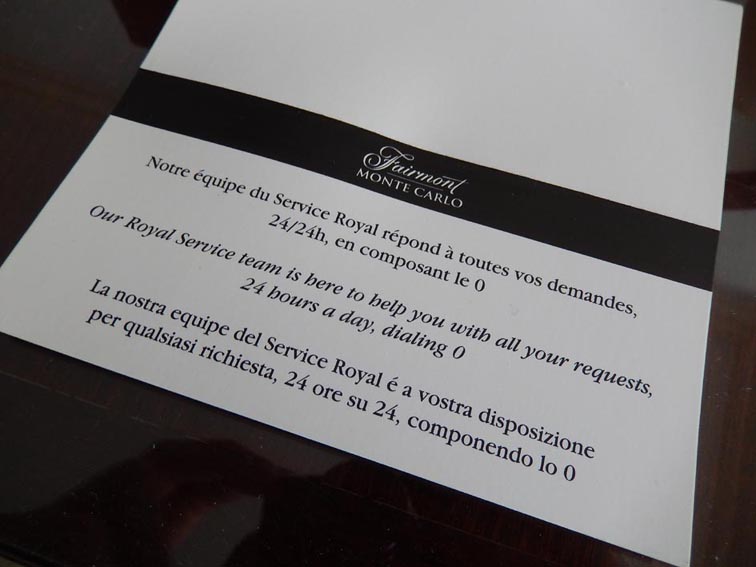 Fairmont
MONTE CARLO
Notre équipe du Service Royal répond à toutes vos demandes,
24/24h, en composant le 0
Our Royal Service team is here to help you with all your requests,
24 hours a day, dialing 0
La nostra equipe del Service Royal é a vostra disposizione
per qualsiasi richiesta, 24 ore su 24, componendo lo 0